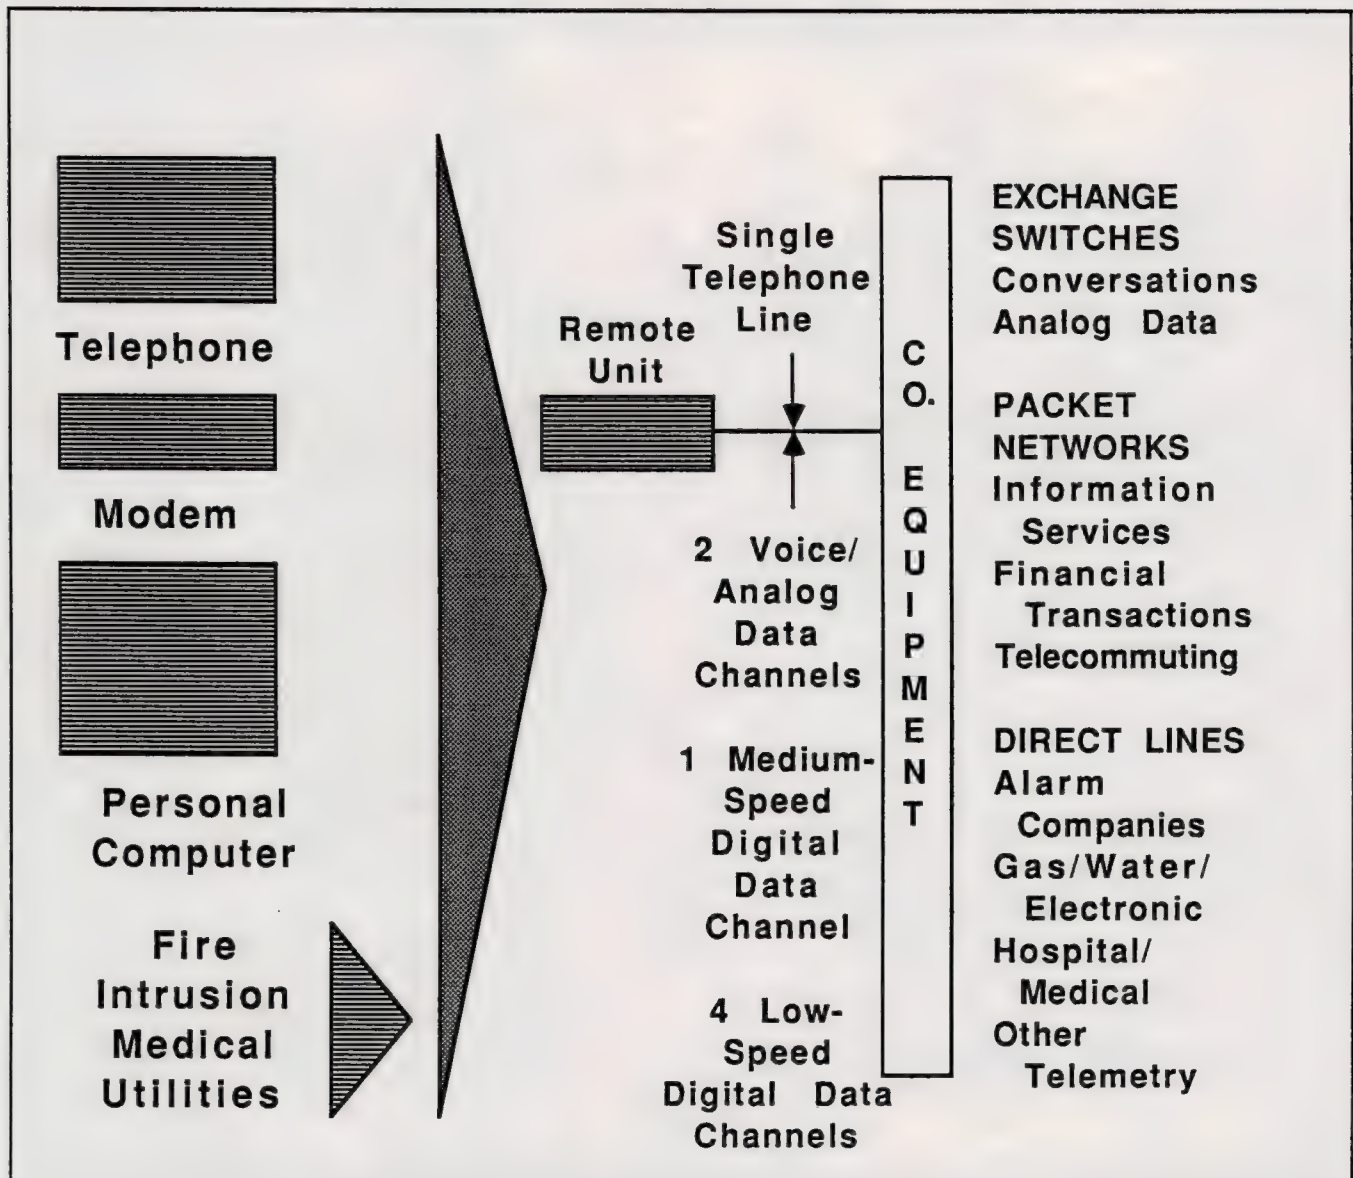 Telephone
Modem
Personal
Computer
Fire
Intrusion
Medical
Utilities
Remote
Unit
Single
Telephone
Line
2 Voice/
Analog
Data
Channels
1 Medium-
Speed
Digital
Data
Channel
4 Low-
Speed
Digital Data
Channels
CO. EQUIPMENT
EXCHANGE
SWITCHES
Conversations
Analog Data
PACKET
NETWORKS
Information
Services
Financial
Transactions
Telecommuting
DIRECT LINES
Alarm
Companies
Gas/Water/
Electronic
Hospital/
Medical
Other
Telemetry